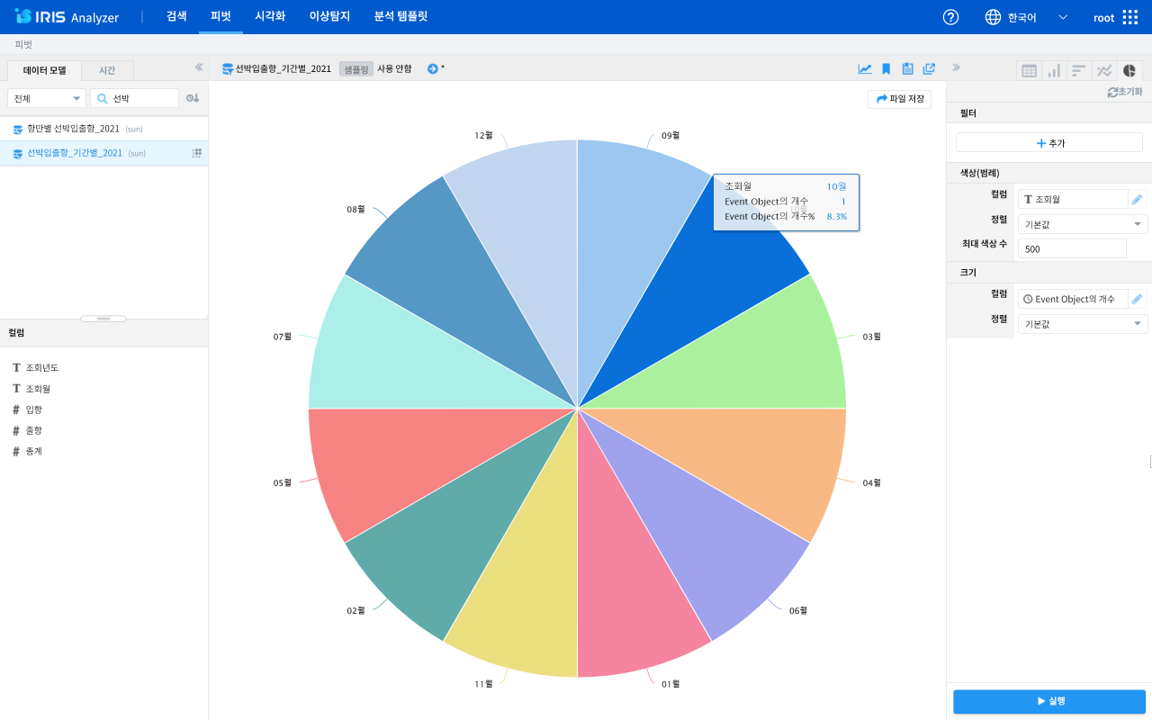 IRIS Analyzer
검색
피벗
시각화
이상탐지
분석 템플릿
?
한국어
root
피벗
데이터 모델
시간
선박입출항_기간별_2021
샘플링
사용 안함
전체
선박
항만별 선박입출항_2021 (sun)
선박입출항_기간별_2021 (sun)
컬럼
T 조회년도
T 조회월
# 입항
# 출항
# 총계
파일 저장
12월
09월
08월
조회월 10월
Event Object의 개수 1
Event Object의 개수% 8.3%
10월
07월
03월
05월
04월
02월
06월
11월
01월
초기화
필터
+ 추가
색상(범례)
컬럼
T 조회월
정렬
기본값
최대 색상 수
500
크기
컬럼
Event Object의 개수
정렬
기본값
실행